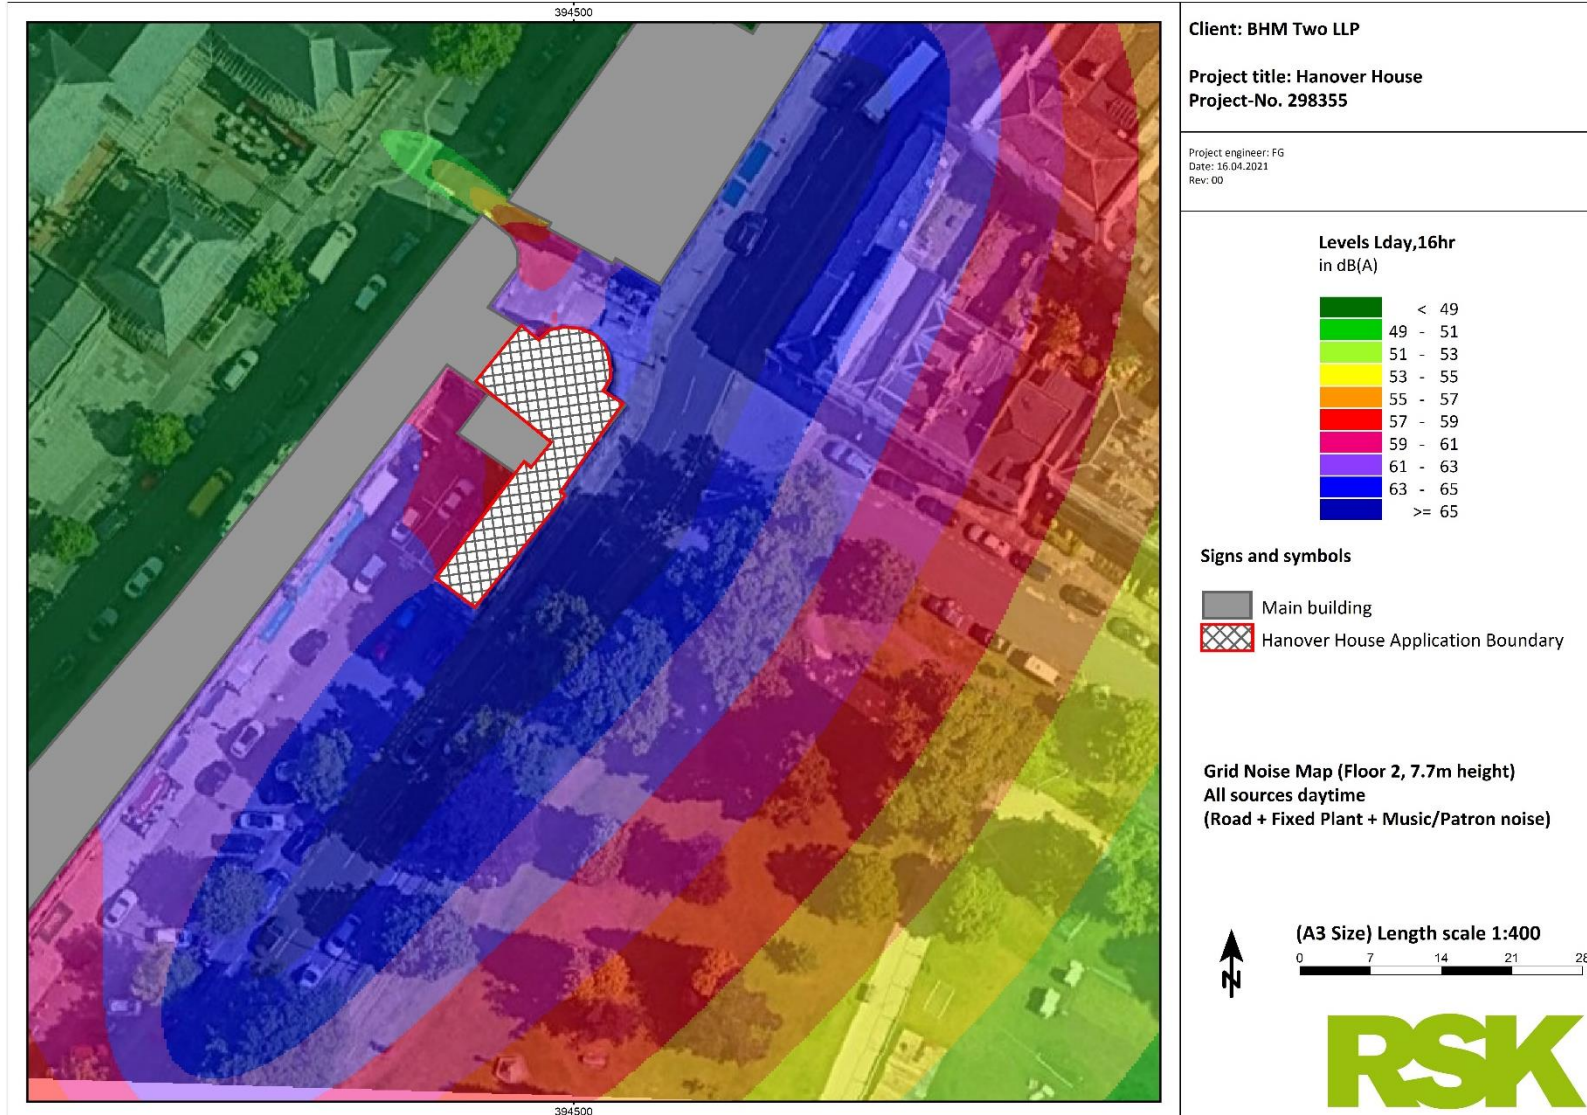 394500
Client: BHM Two LLP
Project title: Hanover House
Project-No. 298355
Project engineer: FG
Date: 16.04.2021
Rev: 00
Levels Lday,16hr
in dB(A)
< 49
49 - 51
51 - 53
53 - 55
55 - 57
57 - 59
59 - 61
61 - 63
63 - 65
>= 65
Signs and symbols
Main building
Hanover House Application Boundary
Grid Noise Map (Floor 2, 7.7m height)
All sources daytime
(Road + Fixed Plant + Music/Patron noise)
(A3 Size) Length scale 1:400
0 7 14 21 28
N
RSK
394500